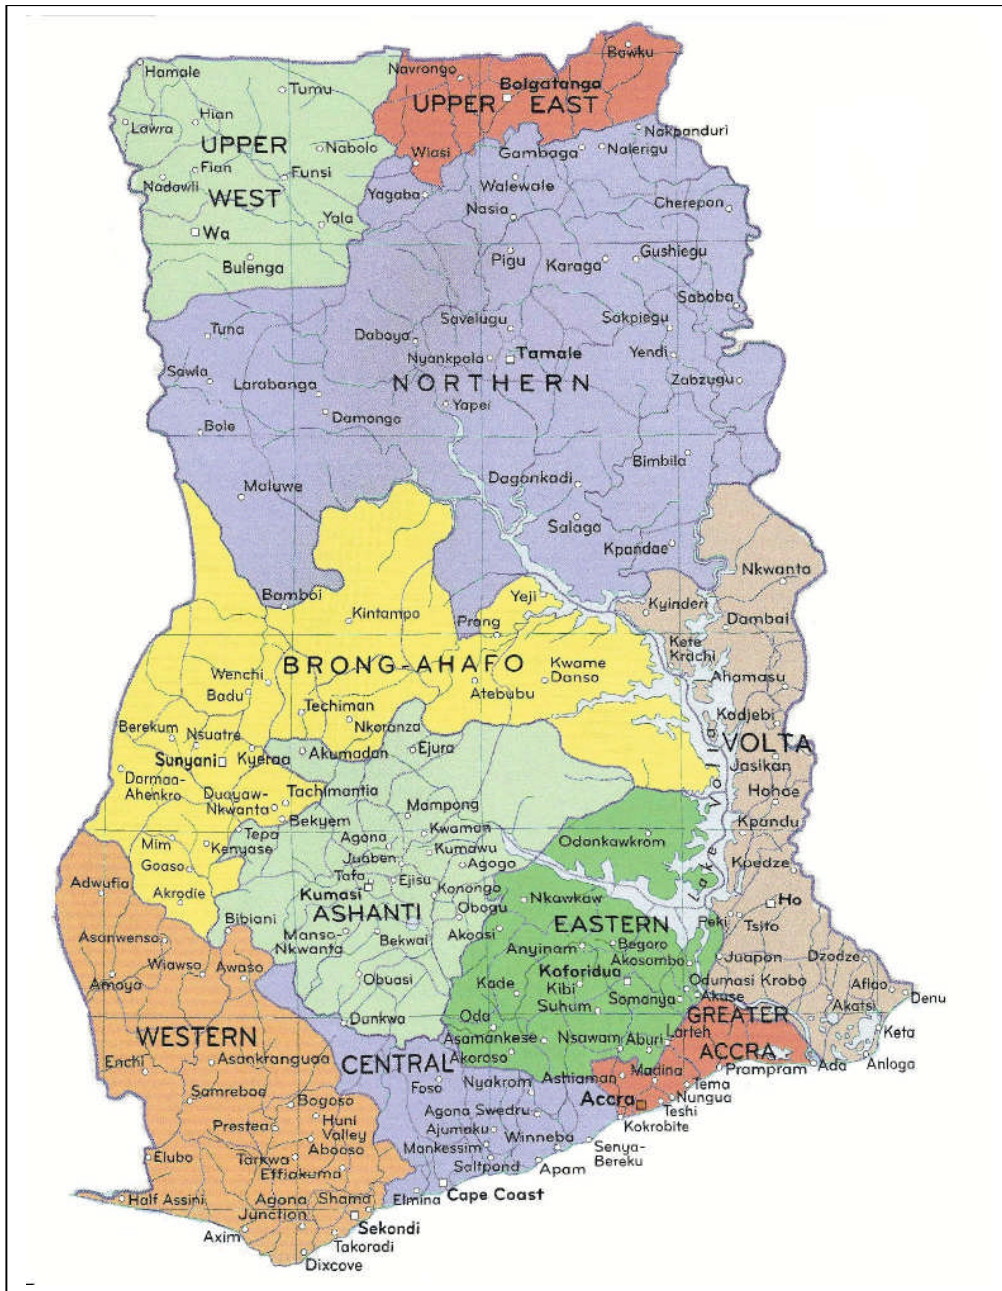 Hamale
Tumu
Navrongo
Bawku
Bolgatanga
UPPER EAST
Lawra
Hian
UPPER
WEST
Nabolo
Wiasi
Gambaga
Nakpanduri
Nalerigu
Fian
Nadawli
Funsi
Yagaba
Walewale
Nasia
Cherepon
Wa
Yala
Bulenga
Pigu
Karaga
Gushiegu
Saboba
Tuna
Daboya
Savelugu
Sakpiegu
Nyankpala
Tamale
Yendi
Sawla
Larabanga
NORTHERN
Zabzugu
Yapei
Damongo
Bole
Bimbila
Maluwe
Dagonkadi
Salaga
Kpandae
Nkwanta
Bamboi
Kintampo
Yeji
Prang
Kyinderi
Dambai
Kete
Krachi
BRONG-AHAFO
Wenchi
Badu
Atebubu
Kwame
Danso
Ahamasu
Techiman
Nkoranza
Kadjebi
Berekum
Nsuatre
Sunyani
Kyeraa
Akumadan
Ejura
VOLTA
Jasikan
Dormaa-
Ahenkro
Duayaw-
Nkwanta
Tachimantia
Bekyem
Mampong
Hohoe
Lake Volta
Kpandu
Tepa
Kenyase
Mim
Goaso
Akrodie
Agona
Juaben
Tafa
Kwaman
Kumawu
Agogo
Odonkawkrom
Kpedze
Adwufia
Kumasi
Ejisu
Konongo
ASHANTI
Obogu
Nkawkaw
EASTERN
Ho
Bibiani
Manso-
Nkwanta
Bekwai
Akoasi
Peki
Tsito
Asanwenso
Anyinam
Begoro
Akosombo
Juapon
Dzodze
Wiawso
Awaso
Amoya
Obuasi
Koforidua
Kade
Kibi
Suhum
Somanya
Odumasi Krobo
Akuse
Aflao
Akatsi
Denu
Dunkwa
Oda
WESTERN
GREATER
ACCRA
Asamankese
Nsawam
Aburi
Larteh
Keta
Enchi
Asankranguaa
CENTRAL
Akoroso
Anloga
Ada
Prampram
Foso
Nyakrom
Ashiaman
Madina
Tema
Nungua
Teshi
Accra
Kokrobite
Samreboe
Bogoso
Prestea
Huni
Valley
Abooso
Agona Swedru
Ajumaku
Mankessim
Winneba
Senya-
Bereku
Elubo
Tarkwa
Effiakuma
Saltpond
Apam
Half Assini
Agona
Junction
Shama
Elmina
Cape Coast
Sekondi
Takoradi
Axim
Dixcove